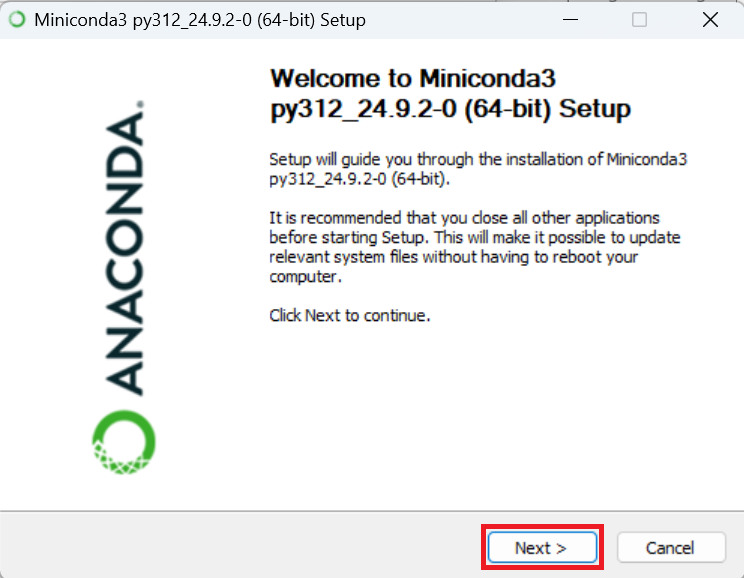 Miniconda3 py312_24.9.2-0 (64-bit) Setup
Welcome to Miniconda3
py312_24.9.2-0 (64-bit) Setup
Setup will guide you through the installation of Miniconda3
py312_24.9.2-0 (64-bit).
It is recommended that you close all other applications
before starting Setup. This will make it possible to update
relevant system files without having to reboot your
computer.
Click Next to continue.
ANACONDA.
Next >
Cancel